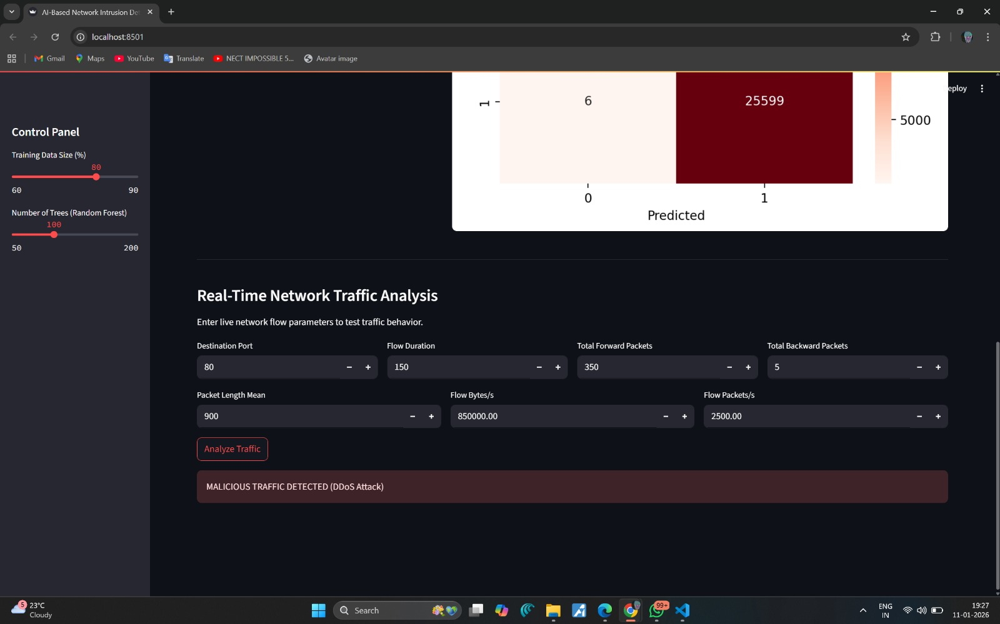 AI-Based Network Intrusion De
localhost:8501
Gmail
Maps
YouTube
Translate
NECT IMPOSSIBLE 5...
Avatar image
eploy
Control Panel
Training Data Size (%)
80
60
90
Number of Trees (Random Forest)
100
50
200
1
6
25599
5000
0
1
Predicted
Real-Time Network Traffic Analysis
Enter live network flow parameters to test traffic behavior.
Destination Port
Flow Duration
Total Forward Packets
Total Backward Packets
80
150
350
5
Packet Length Mean
Flow Bytes/s
Flow Packets/s
900
850000.00
2500.00
Analyze Traffic
MALICIOUS TRAFFIC DETECTED (DDoS Attack)
5
23°C
Cloudy
Search
99+
ENG
IN
19:27
11-01-2026